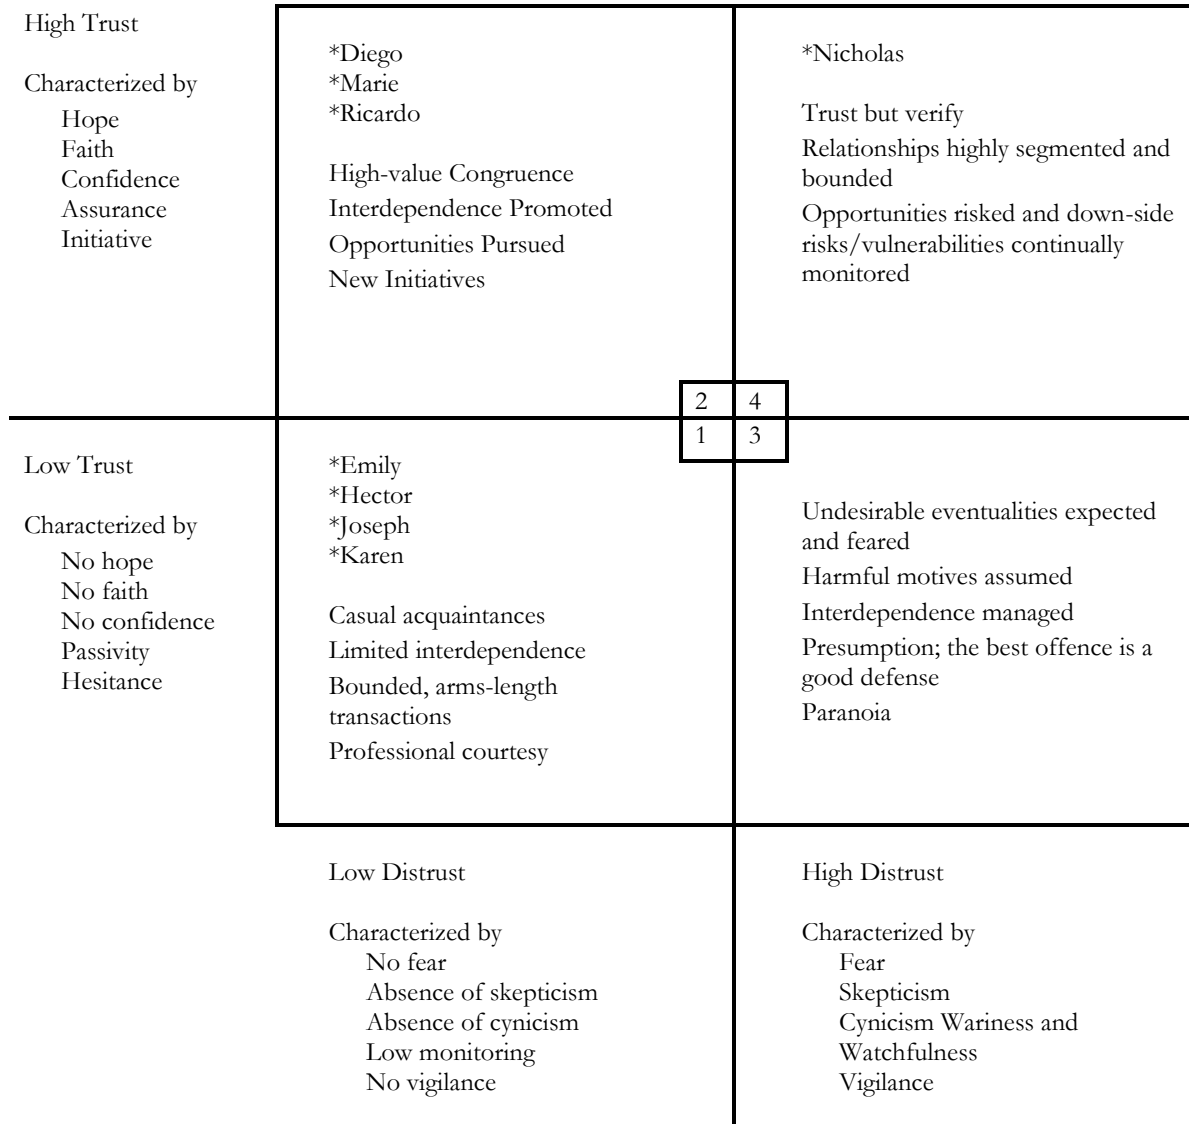 High Trust
Characterized by
Hope
Faith
Confidence
Assurance
Initiative
*Diego
*Marie
*Ricardo
High-value Congruence
Interdependence Promoted
Opportunities Pursued
New Initiatives
*Nicholas
Trust but verify
Relationships highly segmented and
bounded
Opportunities risked and down-side
risks/vulnerabilities continually
monitored
2
4
1
3
Low Trust
Characterized by
No hope
No faith
No confidence
Passivity
Hesitance
*Emily
*Hector
*Joseph
*Karen
Casual acquaintances
Limited interdependence
Bounded, arms-length
transactions
Professional courtesy
Undesirable eventualities expected
and feared
Harmful motives assumed
Interdependence managed
Presumption; the best offence is a
good defense
Paranoia
Low Distrust
Characterized by
No fear
Absence of skepticism
Absence of cynicism
Low monitoring
No vigilance
High Distrust
Characterized by
Fear
Skepticism
Cynicism Wariness and
Watchfulness
Vigilance